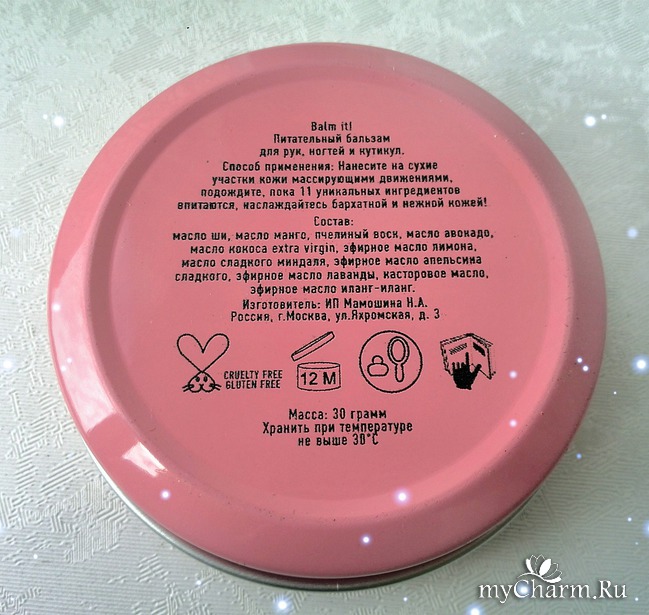 Balm it!
Питательный бальзам
для рук, ногтей и кутикул.
Способ применения: Нанесите на сухие
участки кожи массирующими движениями,
подождите, пока 11 уникальных ингредиентов
впитаются, наслаждайтесь бархатной и нежной кожей!
Состав:
масло ши, масло манго, пчелиный воск, масло авокадо,
масло кокоса extra virgin, эфирное масло лимона,
масло сладкого миндаля, эфирное масло апельсина
сладкого, эфирное масло лаванды, касторовое масло,
эфирное масло иланг-иланг.
Изготовитель: ИП Мамошина Н.А.
Россия, г.Москва, ул.Яхромская, д. 3
CRUELTY FREE
GLUTEN FREE
12 M
Масса: 30 грамм
Хранить при температуре
не выше 30°C
myCharm.Ru